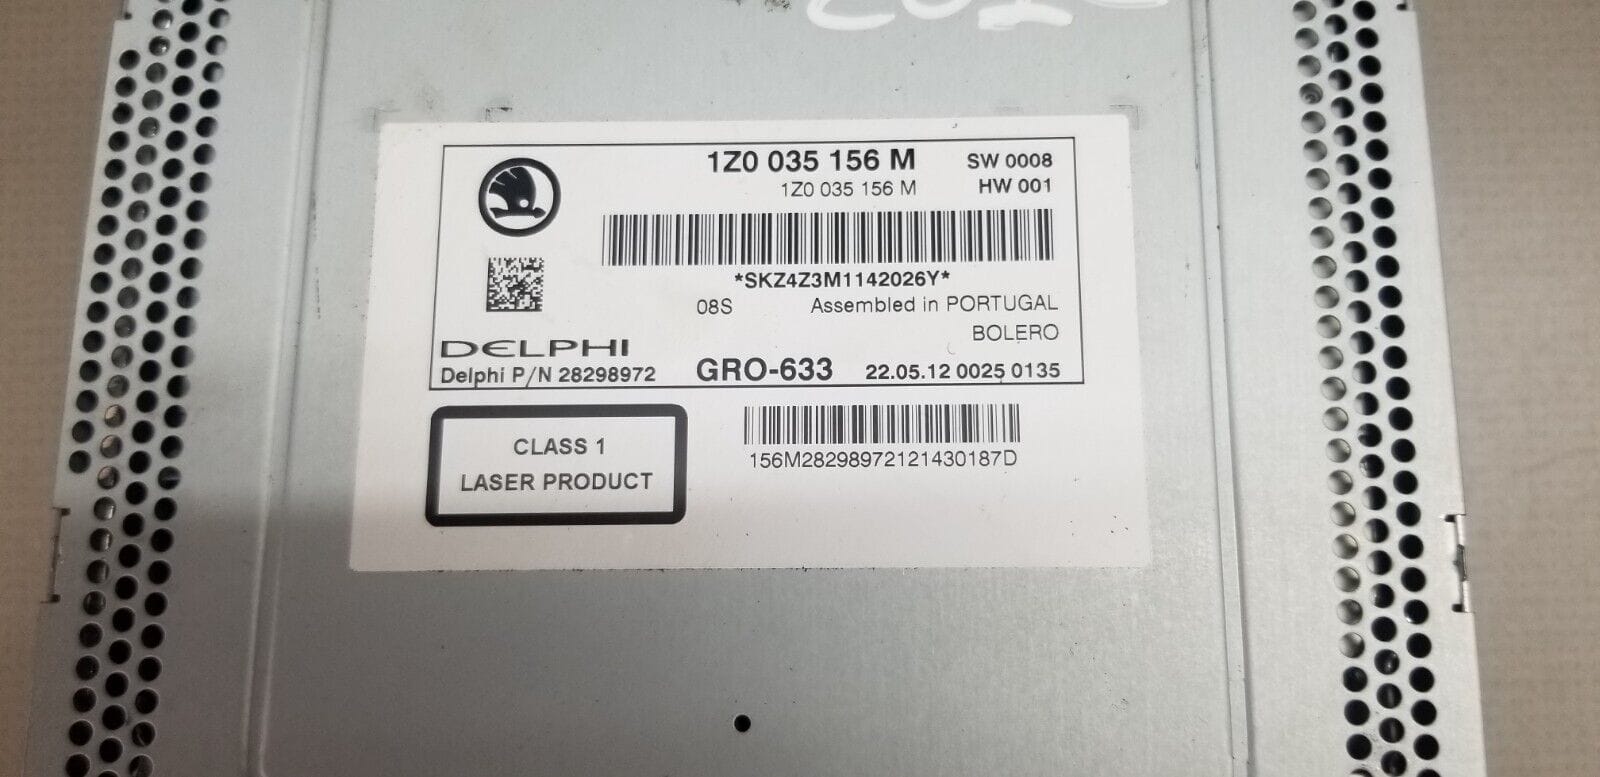 1Z0 035 156 M SW 0008
1Z0 035 156 M HW 001
*SKZ4Z3M1142026Y*
08S Assembled in PORTUGAL
BOLERO
DELPHI
Delphi P/N 28298972 GRO-633 22.05.12 0025 0135
CLASS 1
LASER PRODUCT
156M28298972121430187D